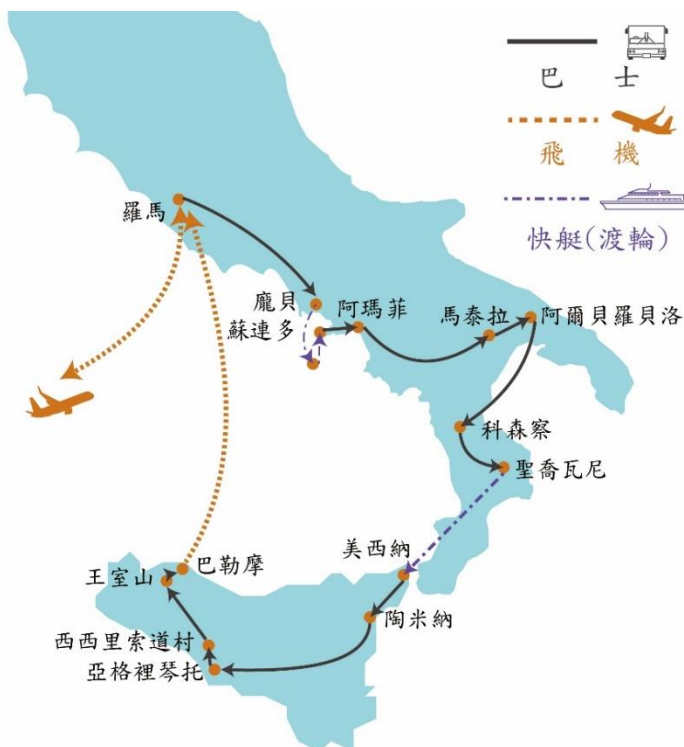 巴 士
飛 機
快艇(渡輪)
羅馬
龐貝
蘇連多
阿瑪菲
馬泰拉
阿爾貝羅貝洛
科森察
聖喬瓦尼
美西納
陶米納
巴勒摩
王室山
西西里索道村
亞格裡琴托